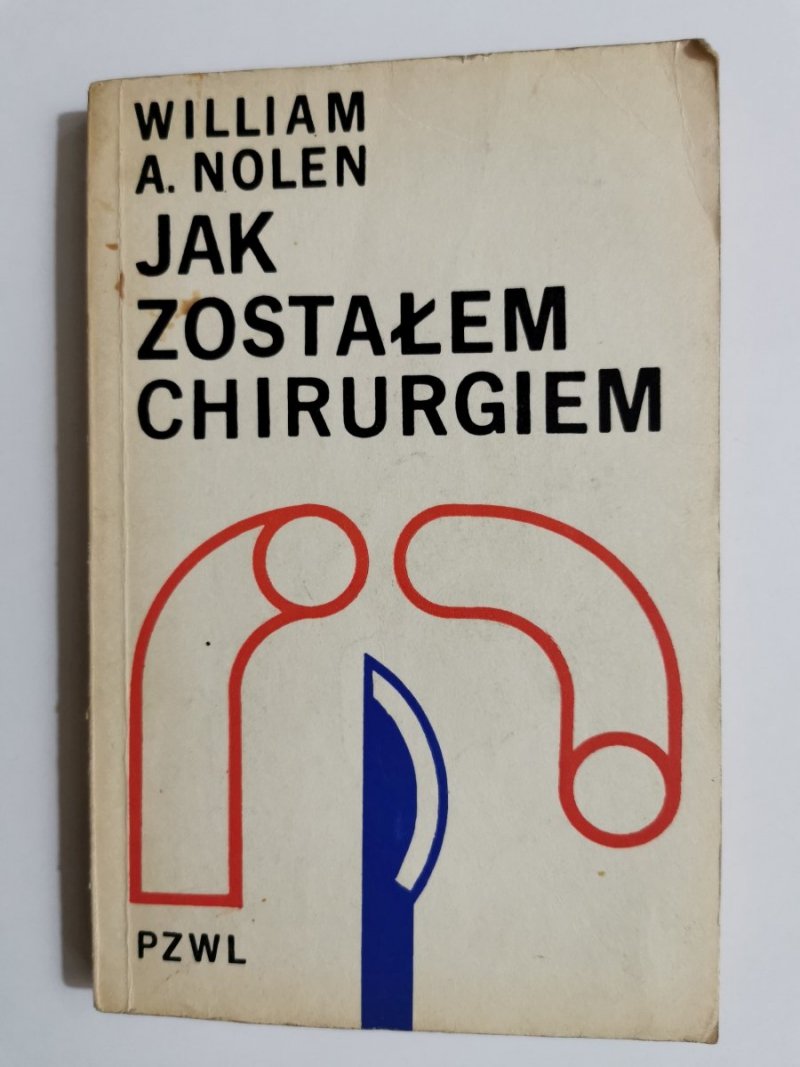 WILLIAM
A. NOLEN
JAK
ZOSTAŁEM
CHIRURGIEM
PZWL